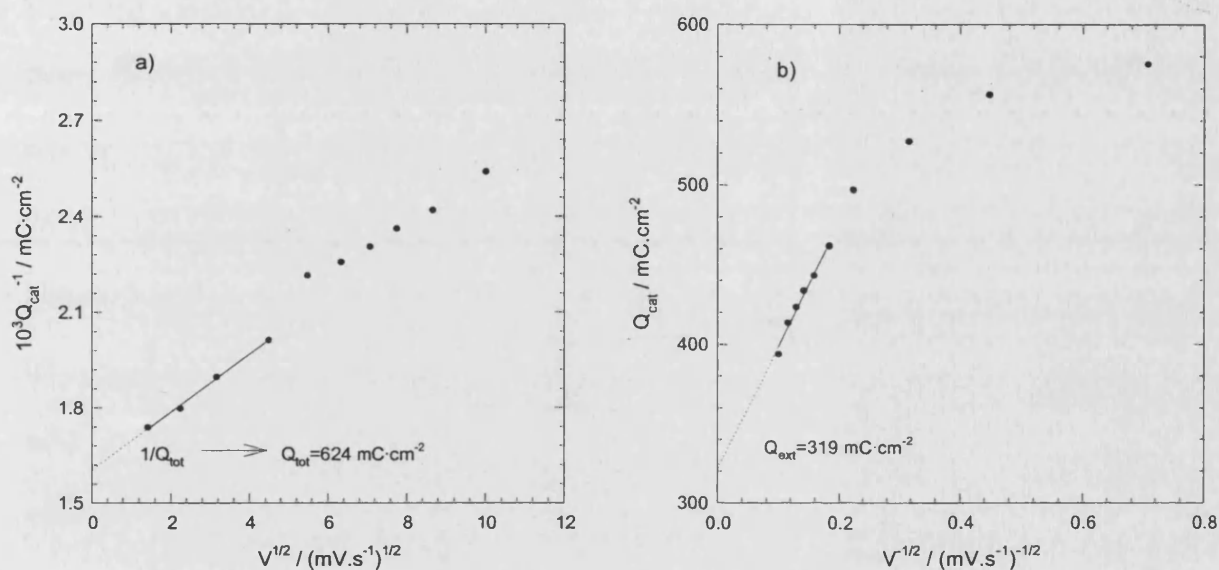 a)
3.0
2.7
2.4
2.1
1.8
1.5
10³Q_cat⁻¹ / mC·cm⁻²
1/Q_tot → Q_tot=624 mC·cm⁻²
0 2 4 6 8 10 12
V^1/2 / (mV.s⁻¹)^1/2
b)
600
500
400
300
Q_cat / mC.cm⁻²
Q_ext=319 mC·cm⁻²
0.0 0.2 0.4 0.6 0.8
V^-1/2 / (mV.s⁻¹)^-1/2